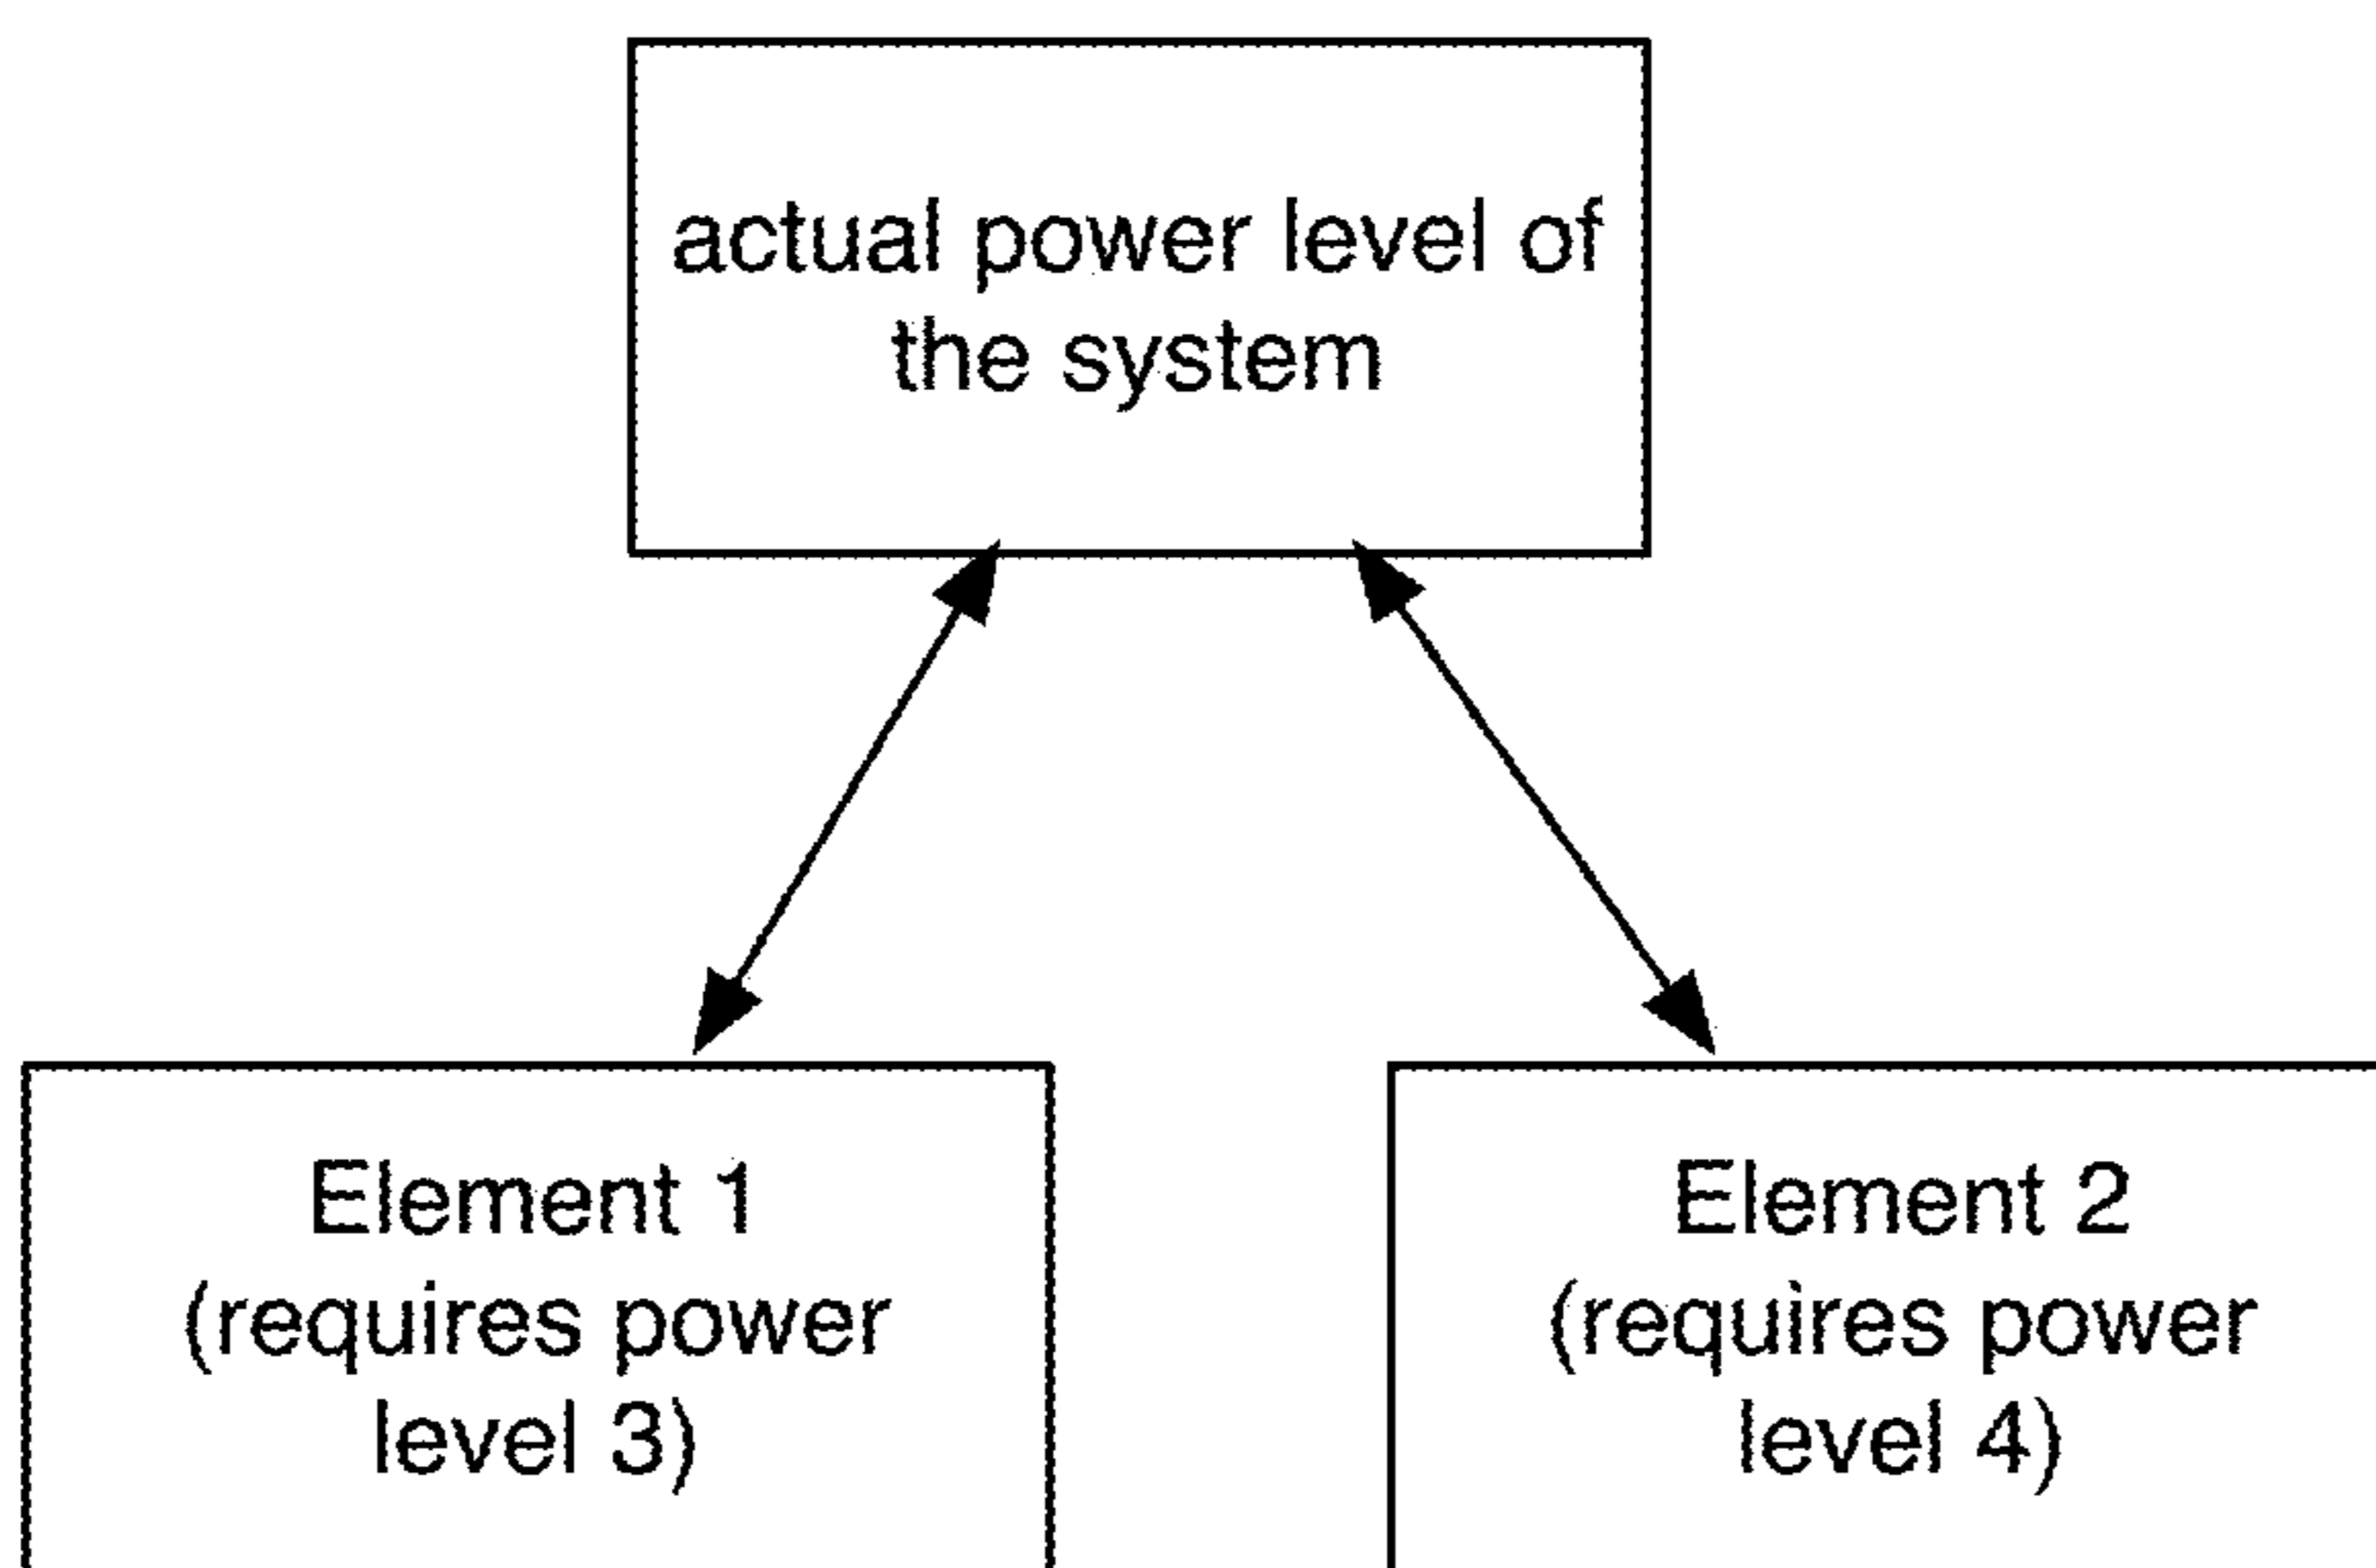 actual power level of
the system
Element 1
(requires power
level 3)
Element 2
(requires power
level 4)